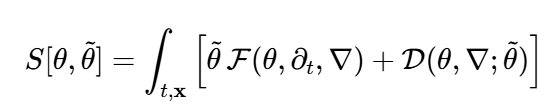 S[θ, θ̃] = ∫_{t,𝐱} [ θ̃ ℱ(θ, ∂_t, ∇) + 𝒟(θ, ∇; θ̃) ]